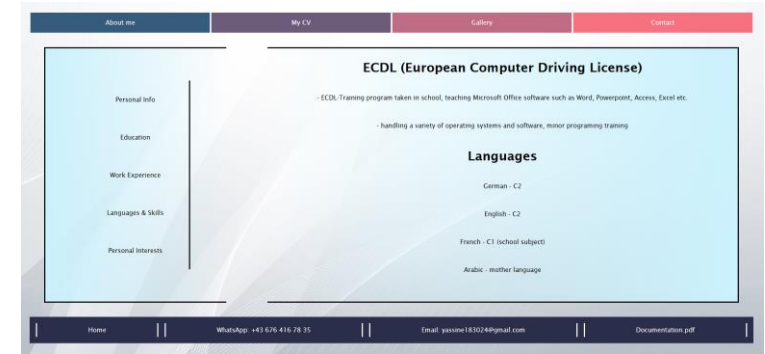 About me
My CV
Gallery
Contact
Personal Info
Education
Work Experience
Languages & Skills
Personal Interests
ECDL (European Computer Driving License)
- ECDL-Training program taken in school, teaching Microsoft Office software such as Word, Powerpoint, Access, Excel etc.
- handling a variety of operating systems and software, minor programing training
Languages
German - C2
English - C2
French - C1 (school subject)
Arabic - mother language
Home
WhatsApp: +43 676 416 78 35
Email: yassine183024@gmail.com
Documentation.pdf